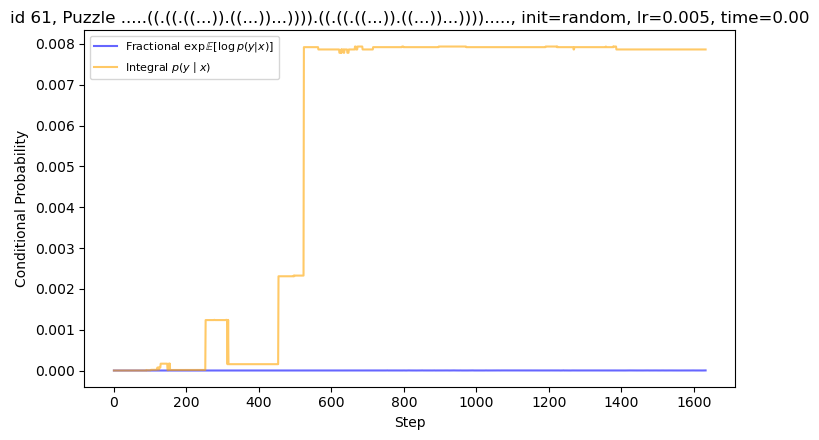 id 61, Puzzle .....((.((.((...)).((...))...)))).((.((.((...)).((...))...))))....., init=random, lr=0.005, time=0.00
Fractional exp𝔼[log p(y|x)]
Integral p(y | x)
0.008
0.007
0.006
0.005
0.004
0.003
0.002
0.001
0.000
Conditional Probability
0 200 400 600 800 1000 1200 1400 1600
Step